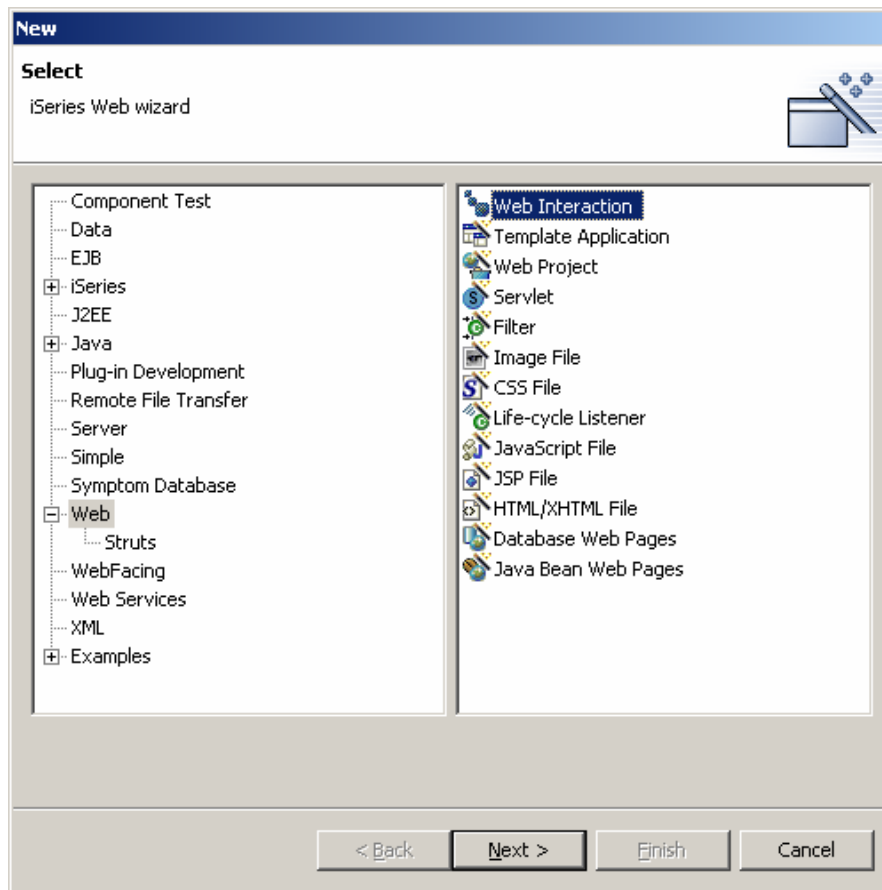 New
Select
iSeries Web wizard
Component Test
Data
EJB
iSeries
J2EE
Java
Plug-in Development
Remote File Transfer
Server
Simple
Symptom Database
Web
Struts
WebFacing
Web Services
XML
Examples
Web Interaction
Template Application
Web Project
Servlet
Filter
Image File
CSS File
Life-cycle Listener
JavaScript File
JSP File
HTML/XHTML File
Database Web Pages
Java Bean Web Pages
< Back Next > Finish Cancel